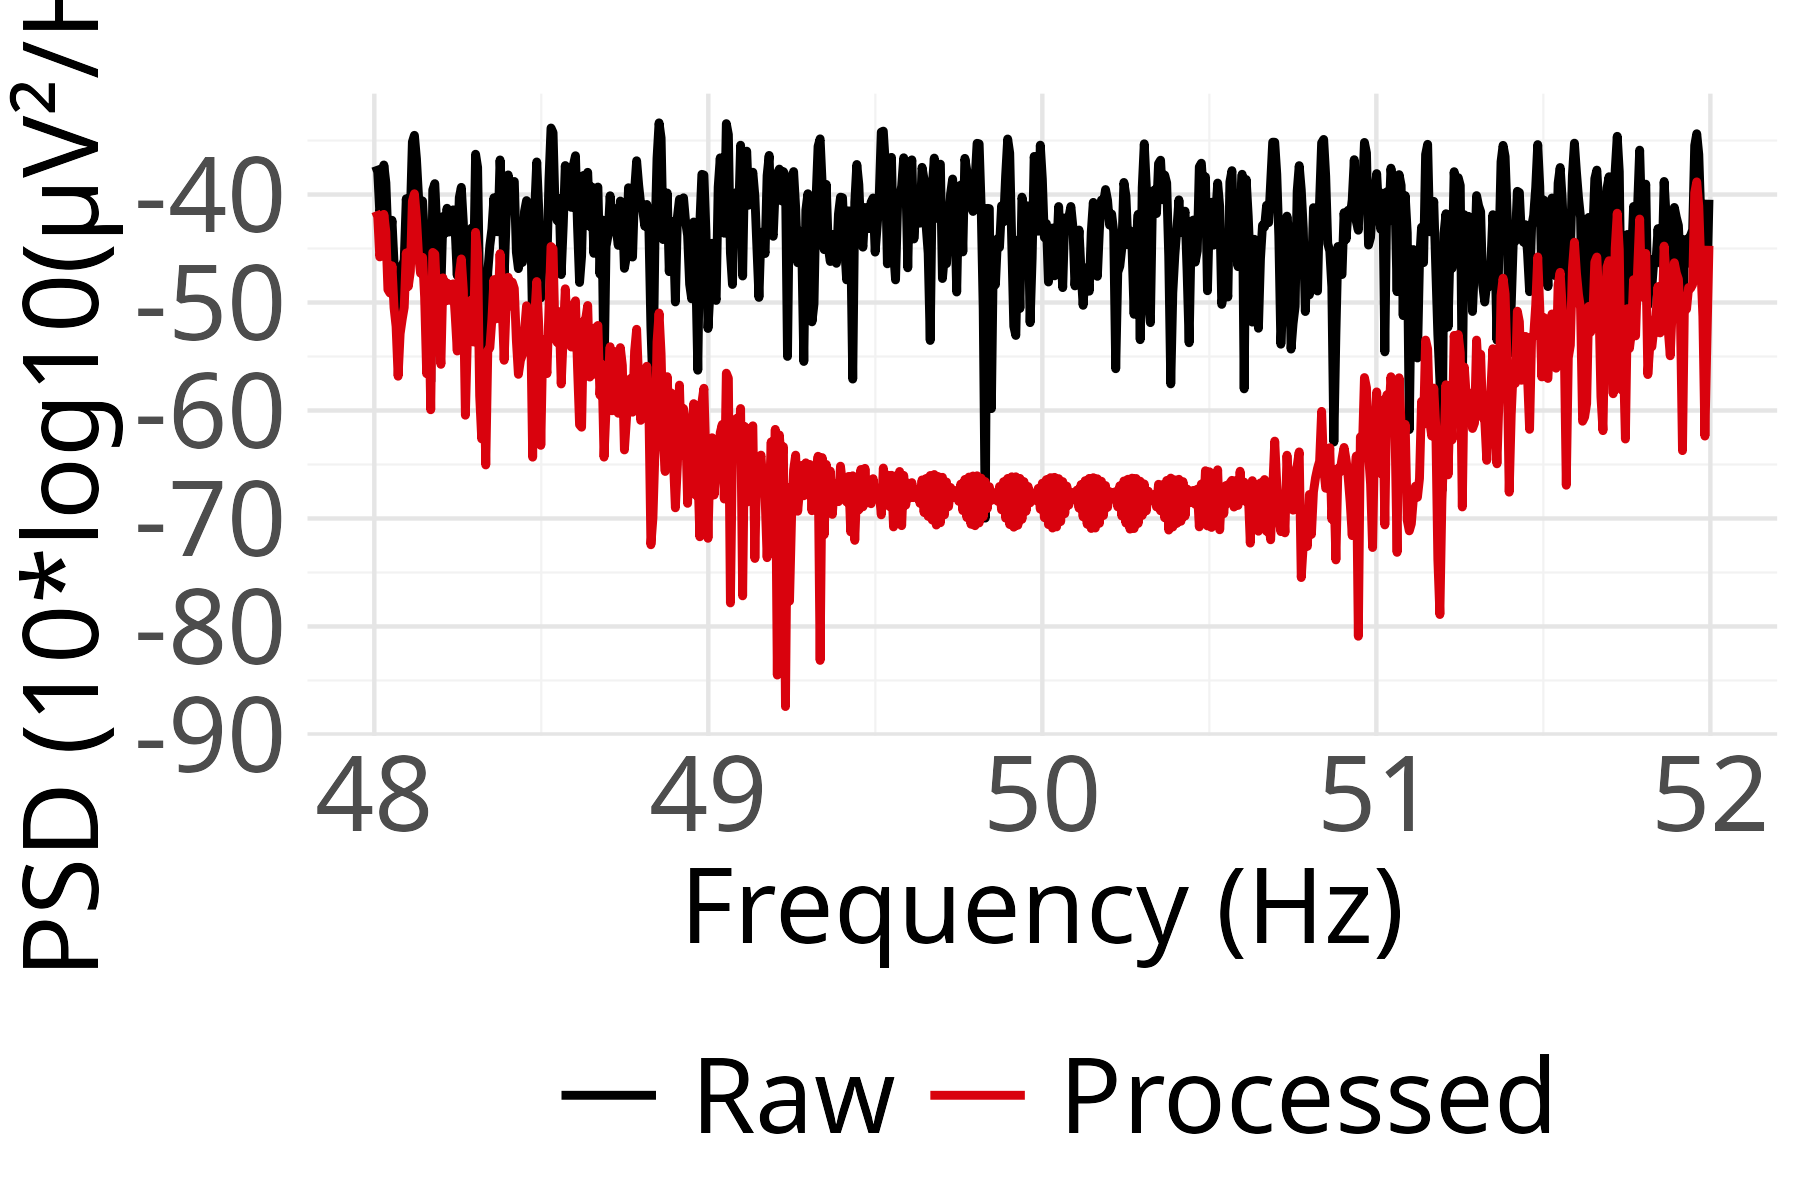 PSD (10*log10(μV²/H
-40
-50
-60
-70
-80
-90
48 49 50 51 52
Frequency (Hz)
Raw Processed